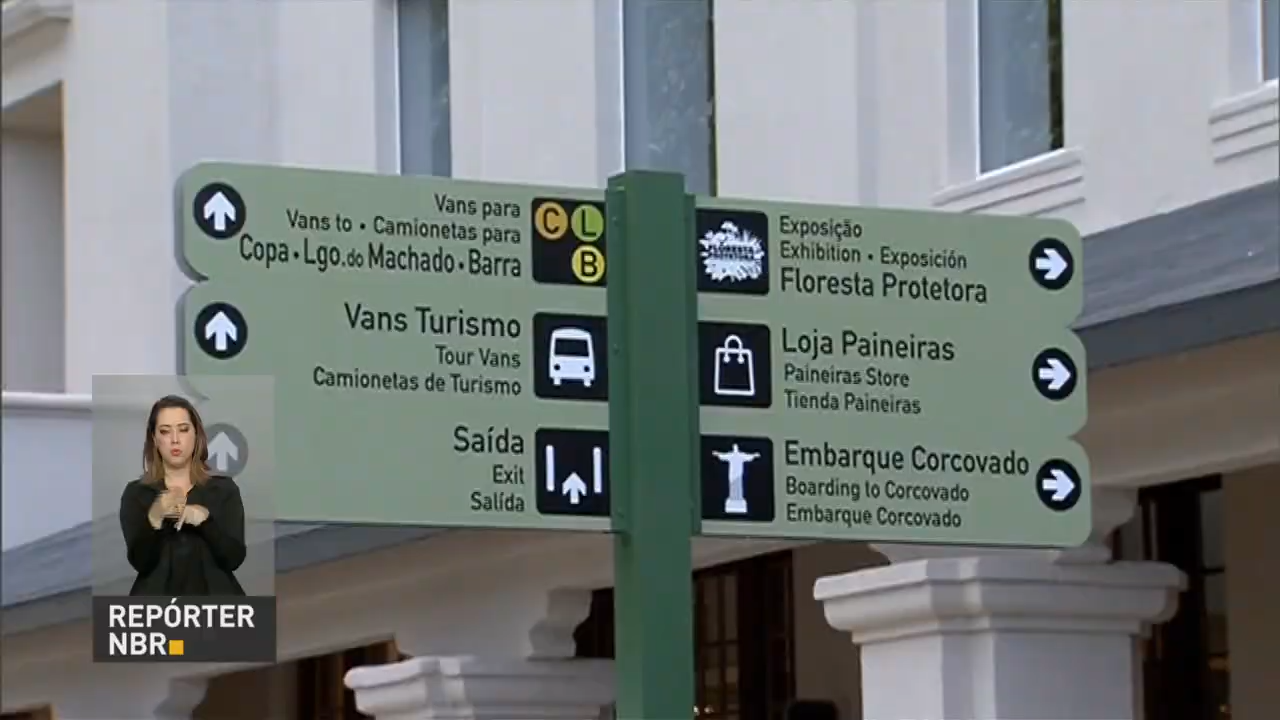 Vans para
Vans to • Camionetas para
Copa • Lgo.do Machado • Barra
C L
B
Vans Turismo
Tour Vans
Camionetas de Turismo
Saída
Exit
Salída
FLORESTA
PROTETORA
Exposição
Exhibition • Exposición
Floresta Protetora
Loja Paineiras
Paineiras Store
Tienda Paineiras
Embarque Corcovado
Boarding to Corcovado
Embarque Corcovado
REPÓRTER
NBR